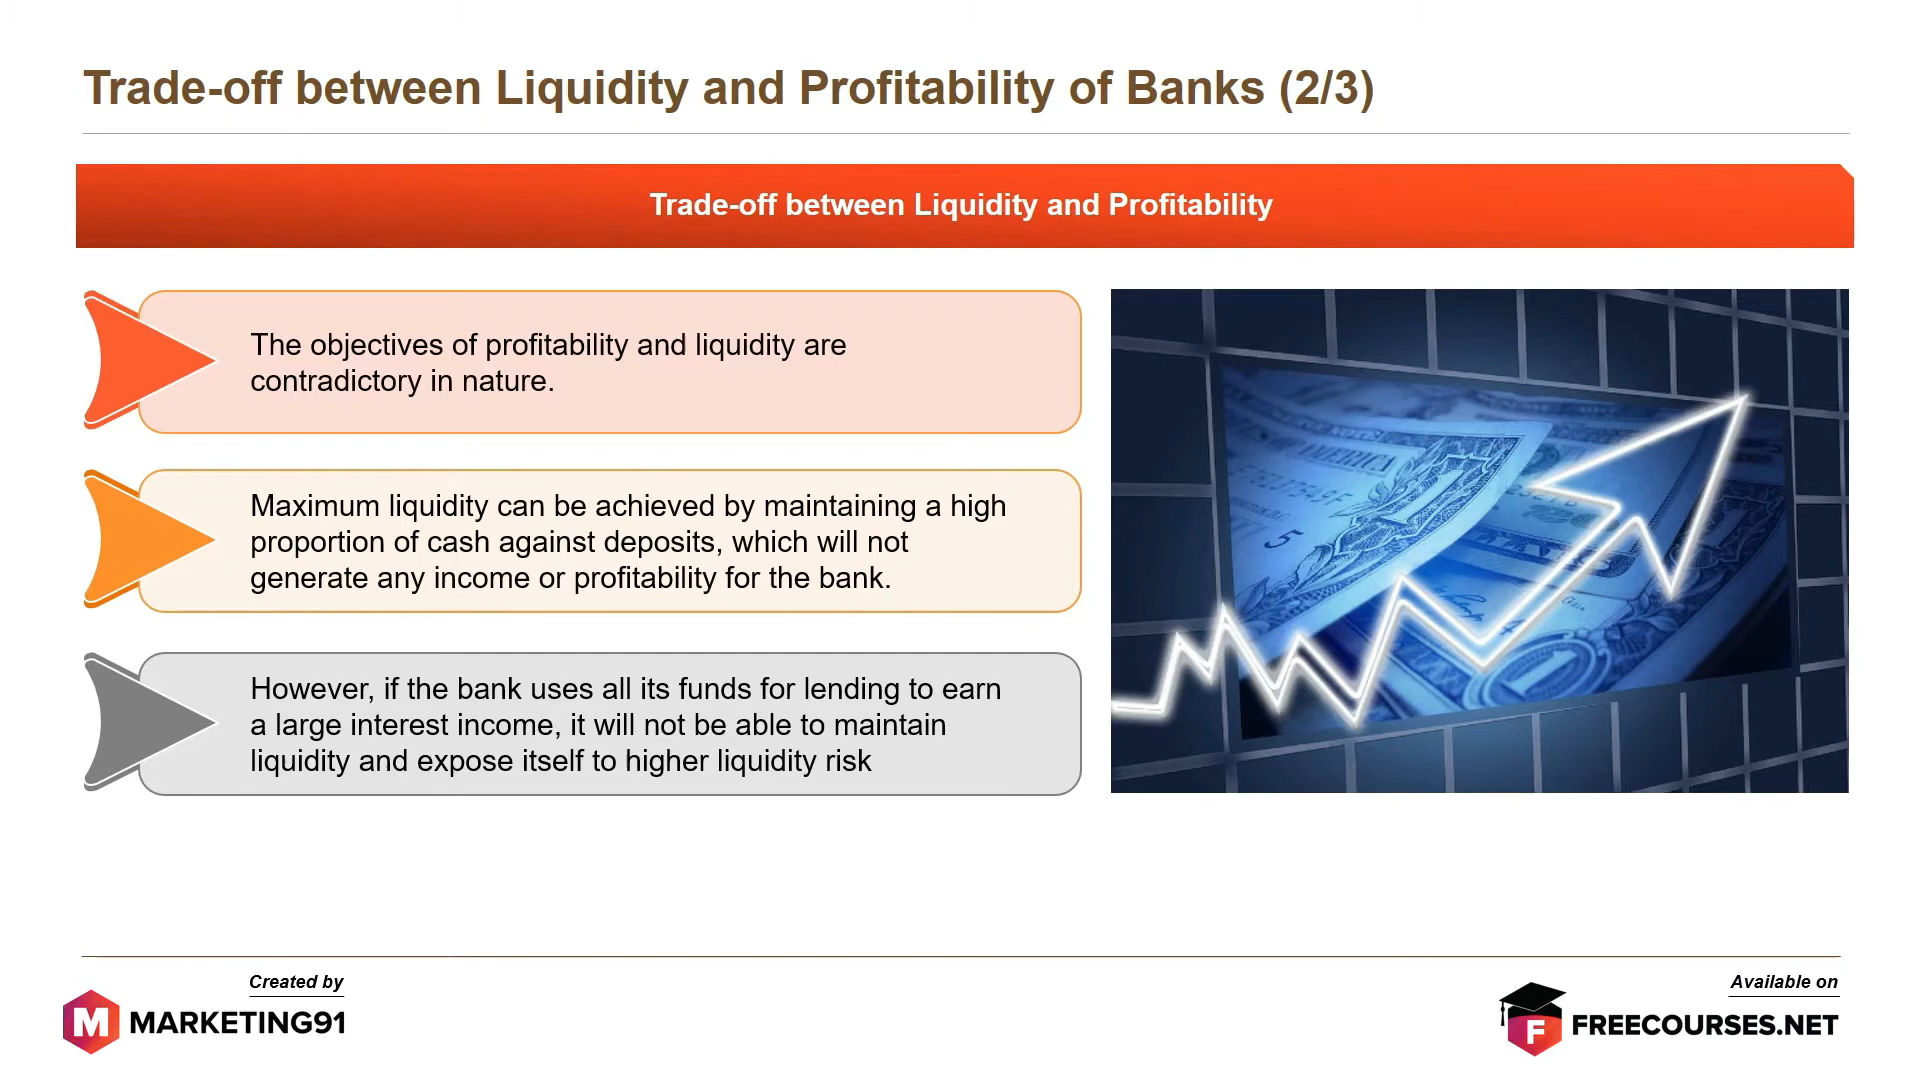 Trade-off between Liquidity and Profitability of Banks (2/3)
Trade-off between Liquidity and Profitability
The objectives of profitability and liquidity are
contradictory in nature.
Maximum liquidity can be achieved by maintaining a high
proportion of cash against deposits, which will not
generate any income or profitability for the bank.
However, if the bank uses all its funds for lending to earn
a large interest income, it will not be able to maintain
liquidity and expose itself to higher liquidity risk
AMERICA
5
1
Created by
M MARKETING91
Available on
F FREECOURSES.NET